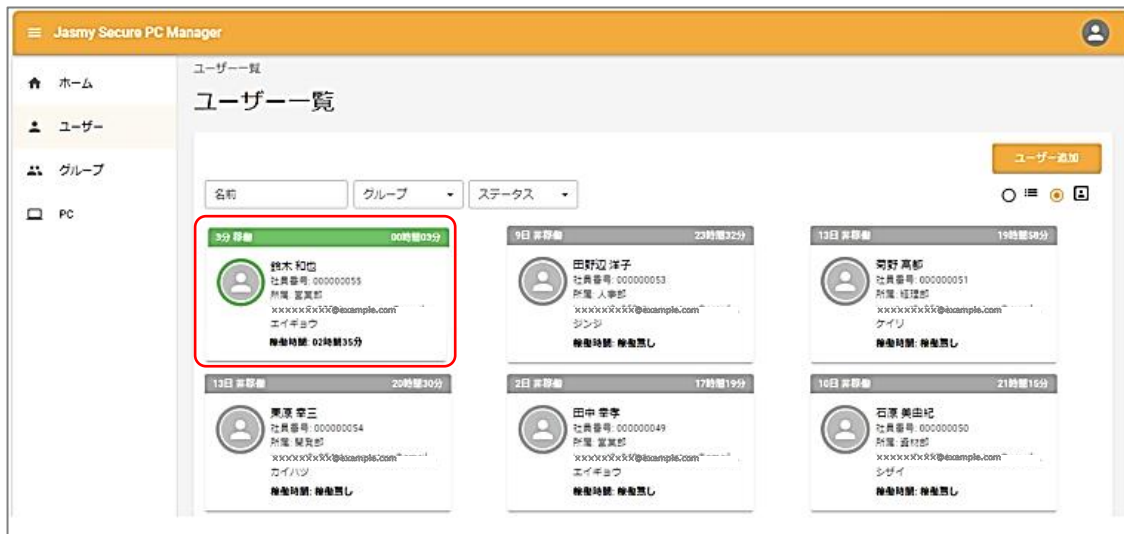 Jasmy Secure PC Manager
ホーム
ユーザー
グループ
PC
ユーザー一覧
ユーザー一覧
ユーザー追加
名前
グループ
ステータス
3分 稼働 00時間03分
鈴木 和也
社員番号: 000000055
所属: 営業部
xxxxxxxxxx@example.com
エイギョウ
稼働時間: 02時間35分
9日 非稼働 23時間32分
田野辺 洋子
社員番号: 000000053
所属: 人事部
xxxxxxxxxx@example.com
ジンジ
稼働時間: 稼働無し
13日 非稼働 19時間58分
菊野 高都
社員番号: 000000051
所属: 経理部
xxxxxxxxxx@example.com
ケイリ
稼働時間: 稼働無し
13日 非稼働 20時間30分
栗原 幸三
社員番号: 000000054
所属: 開発部
xxxxxxxxxx@example.com
カイハツ
稼働時間: 稼働無し
2日 非稼働 17時間19分
田中 幸孝
社員番号: 000000049
所属: 営業部
xxxxxxxxxx@example.com
エイギョウ
稼働時間: 稼働無し
10日 非稼働 21時間16分
石原 美由紀
社員番号: 000000050
所属: 資材部
xxxxxxxxxx@example.com
シザイ
稼働時間: 稼働無し